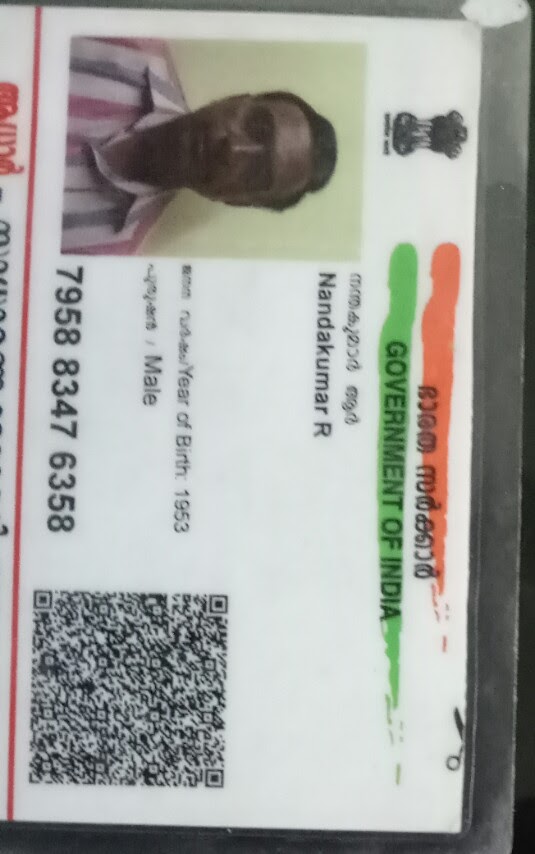 ഭാരത സർക്കാർ
GOVERNMENT OF INDIA
നന്ദകുമാർ ആർ
Nandakumar R
ജനന വർഷം/Year of Birth: 1953
പുരുഷൻ / Male
7958 8347 6358